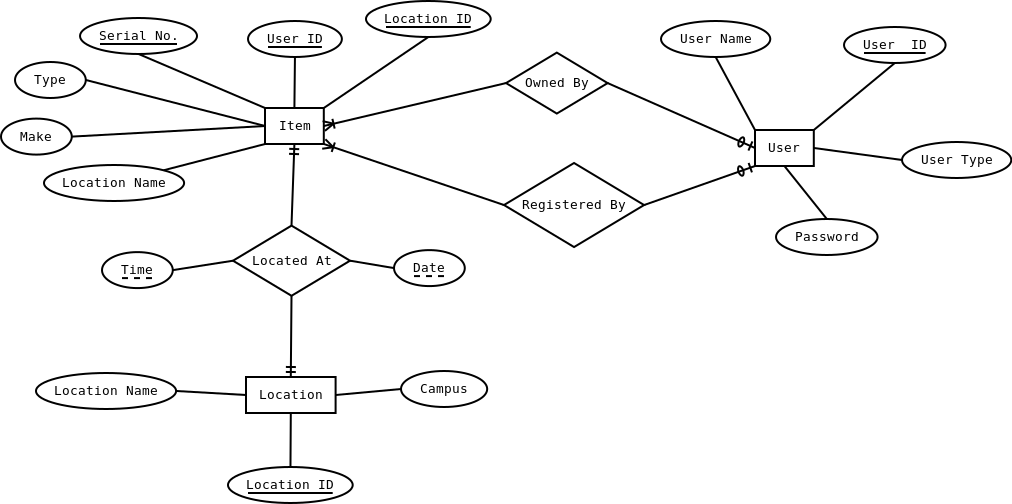 Location ID
Serial No.
User ID
User Name
User ID
Type
Owned By
Item
Make
User
User Type
Location Name
Registered By
Password
Located At
Time
Date
Location Name
Location
Campus
Location ID